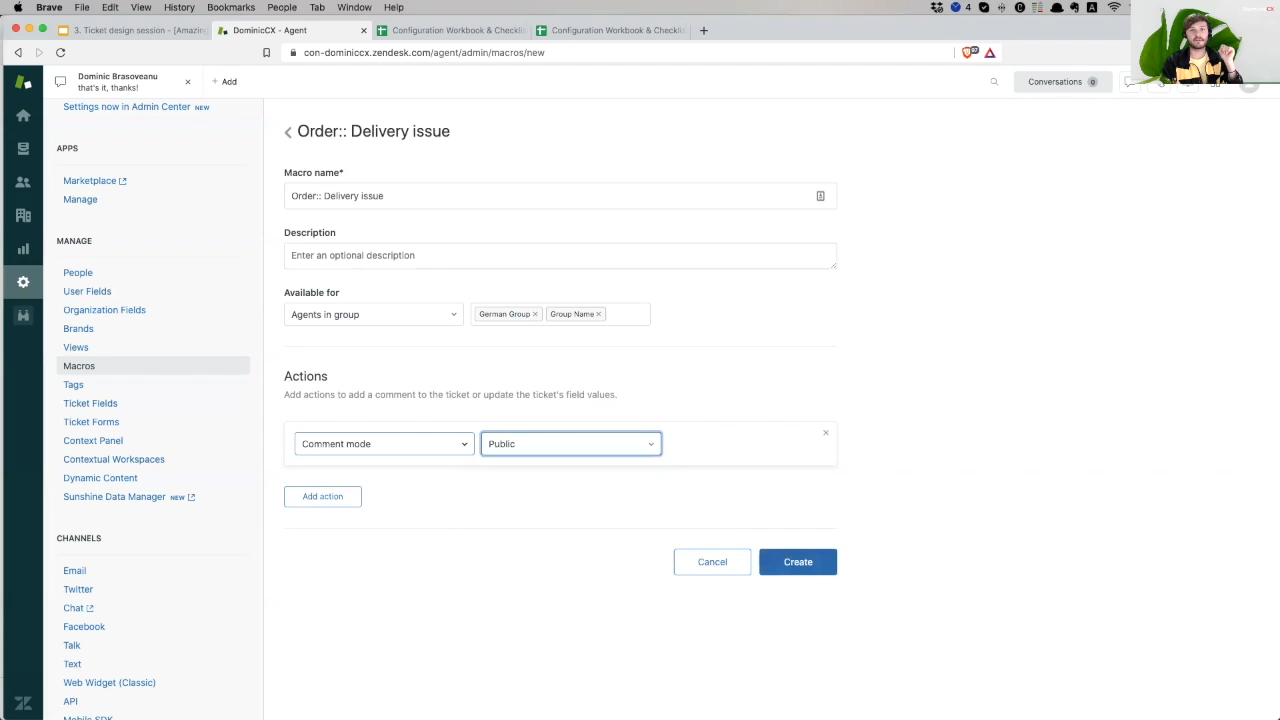 Brave File Edit View History Bookmarks People Tab Window Help
3. Ticket design session - [Amazing
DominicCX - Agent
Configuration Workbook & Checklis
Configuration Workbook & Checklis
con-dominiccx.zendesk.com/agent/admin/macros/new
Dominic Brasoveanu
that's it, thanks!
+ Add
Conversations 0
Settings now in Admin Center NEW
APPS
Marketplace
Manage
MANAGE
People
User Fields
Organization Fields
Brands
Views
Macros
Tags
Ticket Fields
Ticket Forms
Context Panel
Contextual Workspaces
Dynamic Content
Sunshine Data Manager NEW
CHANNELS
Email
Twitter
Chat
Facebook
Talk
Text
Web Widget (Classic)
API
Mobile SDK
Order:: Delivery issue
Macro name*
Order:: Delivery issue
Description
Enter an optional description
Available for
Agents in group
German Group
Group Name
Actions
Add actions to add a comment to the ticket or update the ticket's field values.
Comment mode
Public
Add action
Cancel
Create